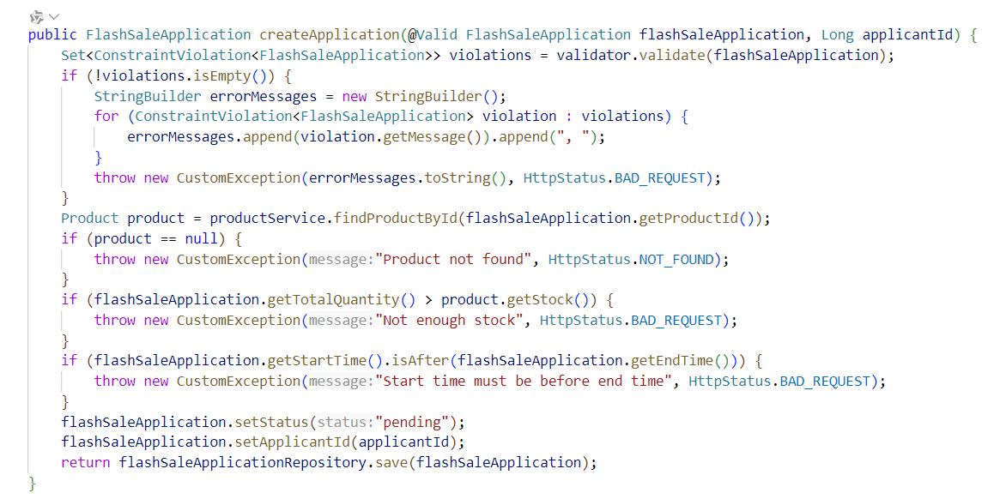 public FlashSaleApplication createApplication(@Valid FlashSaleApplication flashSaleApplication, Long applicantId) {
    Set<ConstraintViolation<FlashSaleApplication>> violations = validator.validate(flashSaleApplication);
    if (!violations.isEmpty()) {
        StringBuilder errorMessages = new StringBuilder();
        for (ConstraintViolation<FlashSaleApplication> violation : violations) {
            errorMessages.append(violation.getMessage()).append(", ");
        }
        throw new CustomException(errorMessages.toString(), HttpStatus.BAD_REQUEST);
    }
    Product product = productService.findProductById(flashSaleApplication.getProductId());
    if (product == null) {
        throw new CustomException(message:"Product not found", HttpStatus.NOT_FOUND);
    }
    if (flashSaleApplication.getTotalQuantity() > product.getStock()) {
        throw new CustomException(message:"Not enough stock", HttpStatus.BAD_REQUEST);
    }
    if (flashSaleApplication.getStartTime().isAfter(flashSaleApplication.getEndTime())) {
        throw new CustomException(message:"Start time must be before end time", HttpStatus.BAD_REQUEST);
    }
    flashSaleApplication.setStatus(status:"pending");
    flashSaleApplication.setApplicantId(applicantId);
    return flashSaleApplicationRepository.save(flashSaleApplication);
}